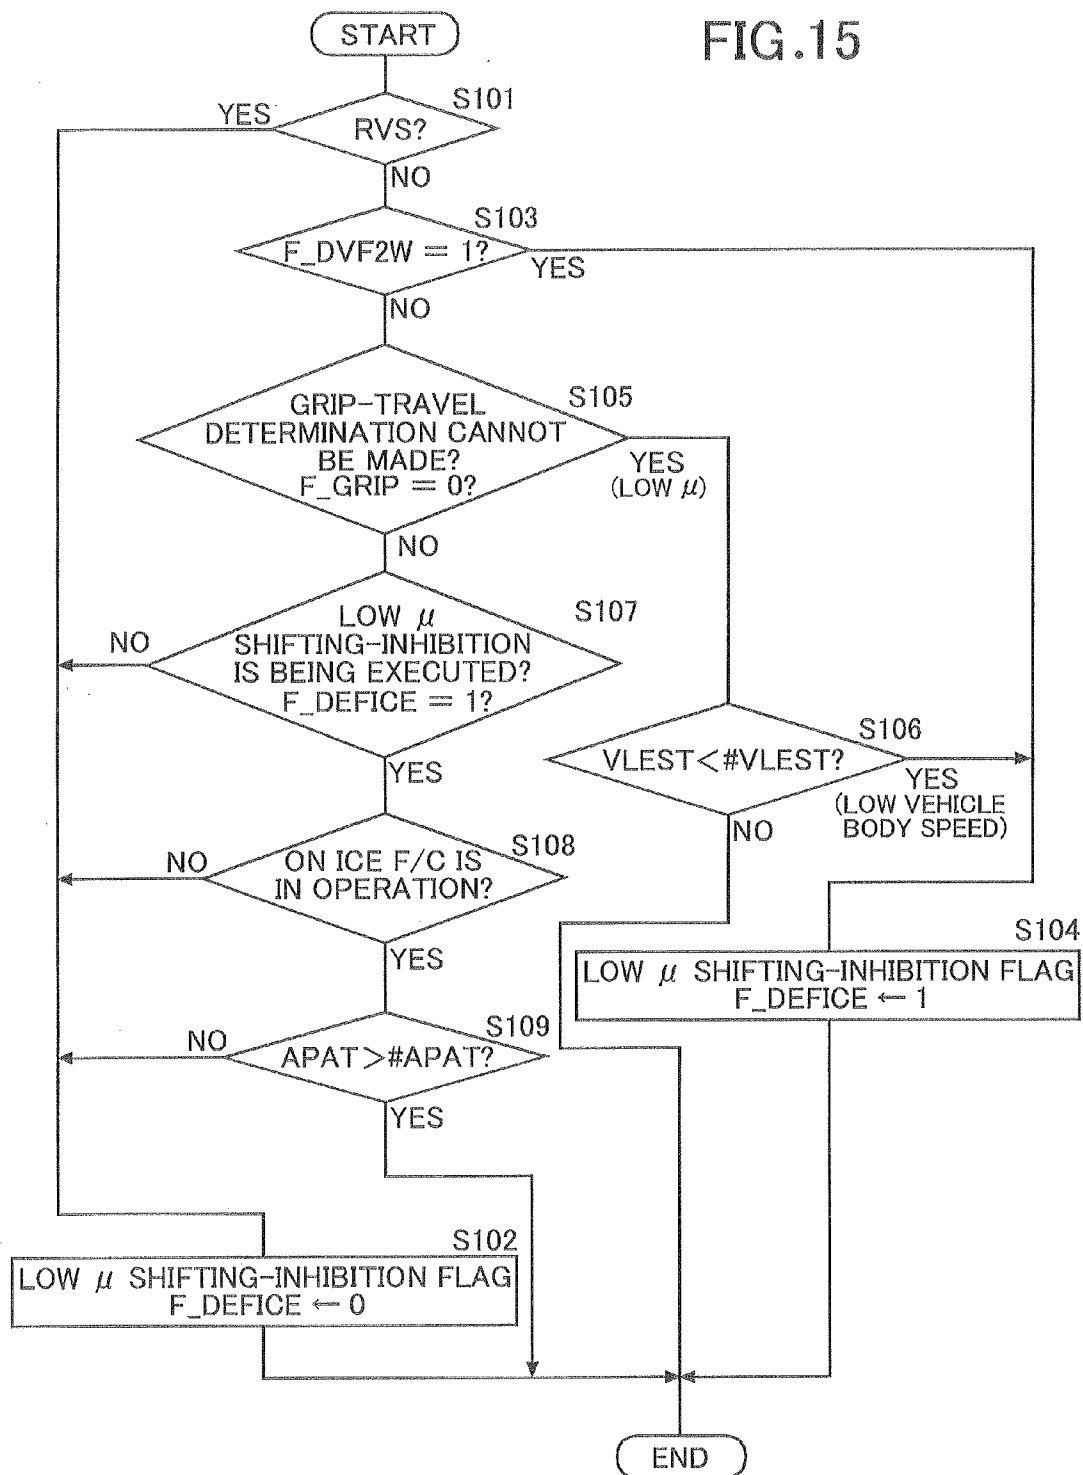 START
FIG.15
S101
YES
RVS?
NO
S103
F_DVF2W = 1?
YES
NO
S105
GRIP-TRAVEL
DETERMINATION CANNOT
BE MADE?
F_GRIP = 0?
YES
(LOW μ)
NO
S107
LOW μ
SHIFTING-INHIBITION
IS BEING EXECUTED?
F_DEFICE = 1?
NO
YES
S106
VLEST<#VLEST?
YES
(LOW VEHICLE
BODY SPEED)
NO
S108
ON ICE F/C IS
IN OPERATION?
NO
YES
S104
LOW μ SHIFTING-INHIBITION FLAG
F_DEFICE ← 1
S109
APAT>#APAT?
NO
YES
S102
LOW μ SHIFTING-INHIBITION FLAG
F_DEFICE ← 0
END